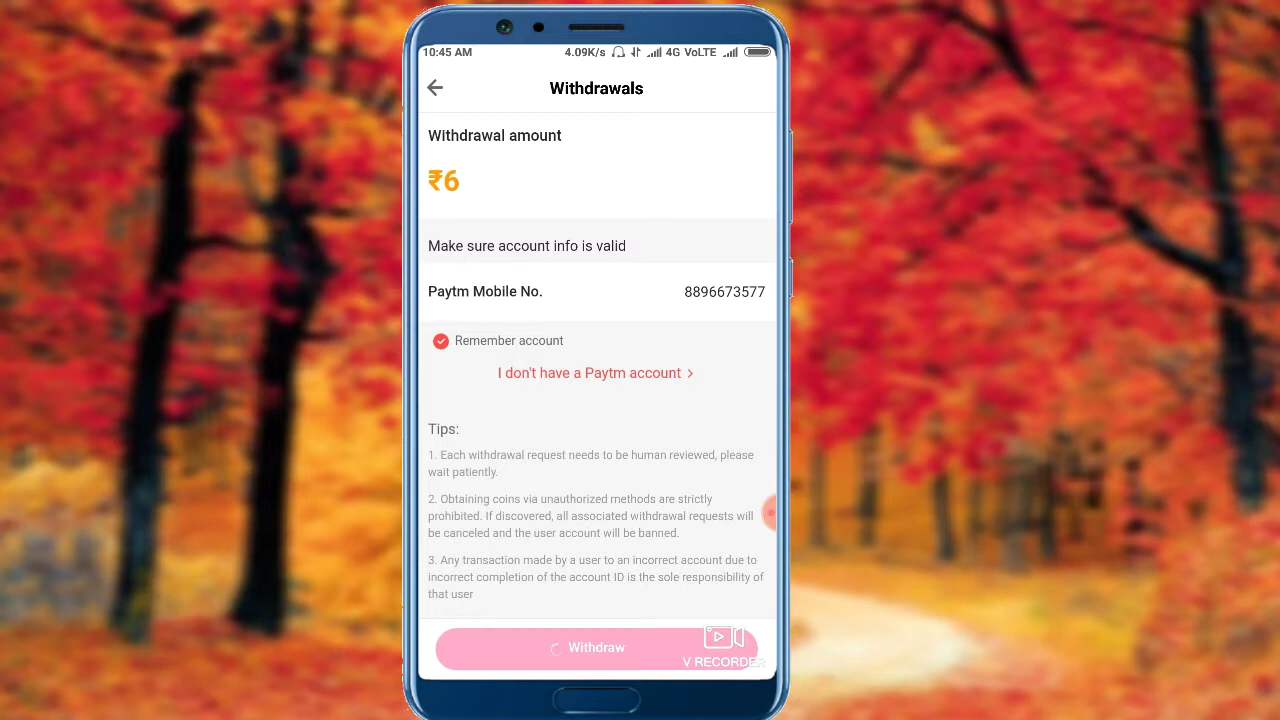 10:45 AM 4.09K/s 4G VoLTE
Withdrawals
Withdrawal amount
₹6
Make sure account info is valid
Paytm Mobile No. 8896673577
Remember account
I don't have a Paytm account >
Tips:
1. Each withdrawal request needs to be human reviewed, please
wait patiently.
2. Obtaining coins via unauthorized methods are strictly
prohibited. If discovered, all associated withdrawal requests will
be canceled and the user account will be banned.
3. Any transaction made by a user to an incorrect account due to
incorrect completion of the account ID is the sole responsibility of
that user
Withdraw
V RECORDER